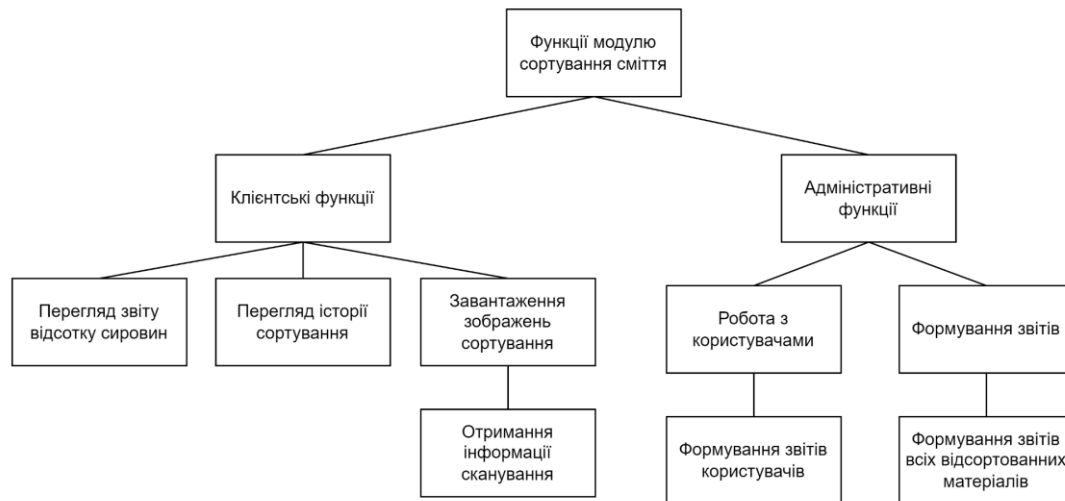 Функції модулю
сортування сміття
Клієнтські функції
Адміністративні
функції
Перегляд звіту
відсотку сировин
Перегляд історії
сортування
Завантаження
зображень
сортування
Робота з
користувачами
Формування звітів
Отримання
інформації
сканування
Формування звітів
користувачів
Формування звітів
всіх відсортованних
матеріалів